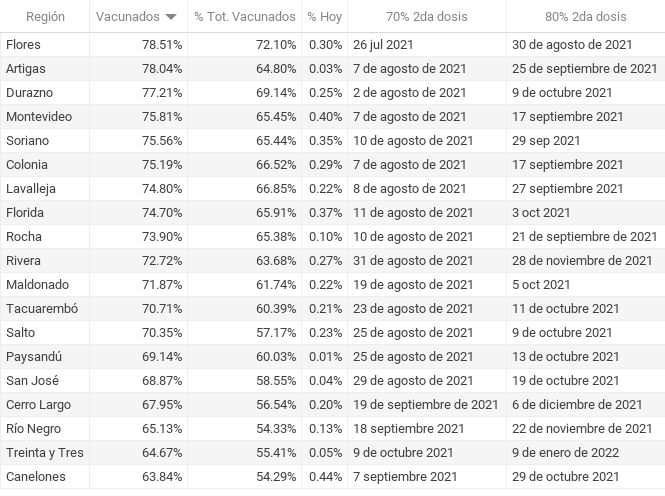 Región Vacunados % Tot. Vacunados % Hoy 70% 2da dosis 80% 2da dosis
Flores 78.51% 72.10% 0.30% 26 jul 2021 30 de agosto de 2021
Artigas 78.04% 64.80% 0.03% 7 de agosto de 2021 25 de septiembre de 2021
Durazno 77.21% 69.14% 0.25% 2 de agosto de 2021 9 de octubre de 2021
Montevideo 75.81% 65.45% 0.40% 7 de agosto de 2021 17 septiembre 2021
Soriano 75.56% 65.44% 0.35% 10 de agosto de 2021 29 sep 2021
Colonia 75.19% 66.52% 0.29% 7 de agosto de 2021 17 septiembre 2021
Lavalleja 74.80% 66.85% 0.22% 8 de agosto de 2021 27 septiembre 2021
Florida 74.70% 65.91% 0.37% 11 de agosto de 2021 3 oct 2021
Rocha 73.90% 65.38% 0.10% 10 de agosto de 2021 21 de septiembre de 2021
Rivera 72.72% 63.68% 0.27% 31 de agosto de 2021 28 de noviembre de 2021
Maldonado 71.87% 61.74% 0.22% 19 de agosto de 2021 5 oct 2021
Tacuarembó 70.71% 60.39% 0.21% 23 de agosto de 2021 11 de octubre 2021
Salto 70.35% 57.17% 0.23% 25 de agosto de 2021 9 de octubre 2021
Paysandú 69.14% 60.03% 0.01% 25 de agosto de 2021 13 de octubre 2021
San José 68.87% 58.55% 0.04% 29 de agosto de 2021 19 de octubre 2021
Cerro Largo 67.95% 56.54% 0.20% 19 de septiembre de 2021 6 de diciembre de 2021
Río Negro 65.13% 54.33% 0.13% 18 septiembre 2021 22 de noviembre de 2021
Treinta y Tres 64.67% 55.41% 0.05% 9 de octubre de 2021 9 de enero de 2022
Canelones 63.84% 54.29% 0.44% 7 septiembre 2021 29 de octubre 2021